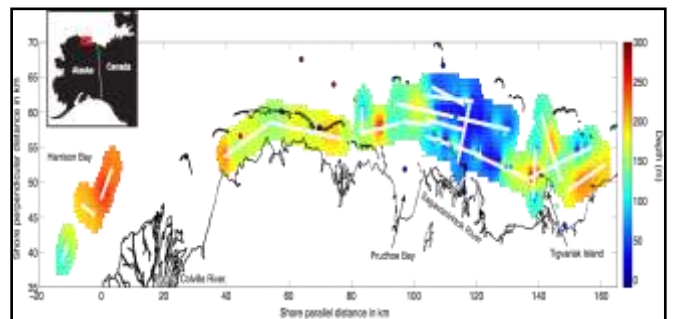 Alaska
Canada
Harrison Bay
Colville River
Prudhoe Bay
Sagavanirktok River
Tigvariak Island
Shore perpendicular distance in km
70
65
60
55
50
45
40
35
-20
0
20
40
60
80
100
120
140
160
Shore parallel distance in km
300
250
200
150
100
50
0
Depth (m)